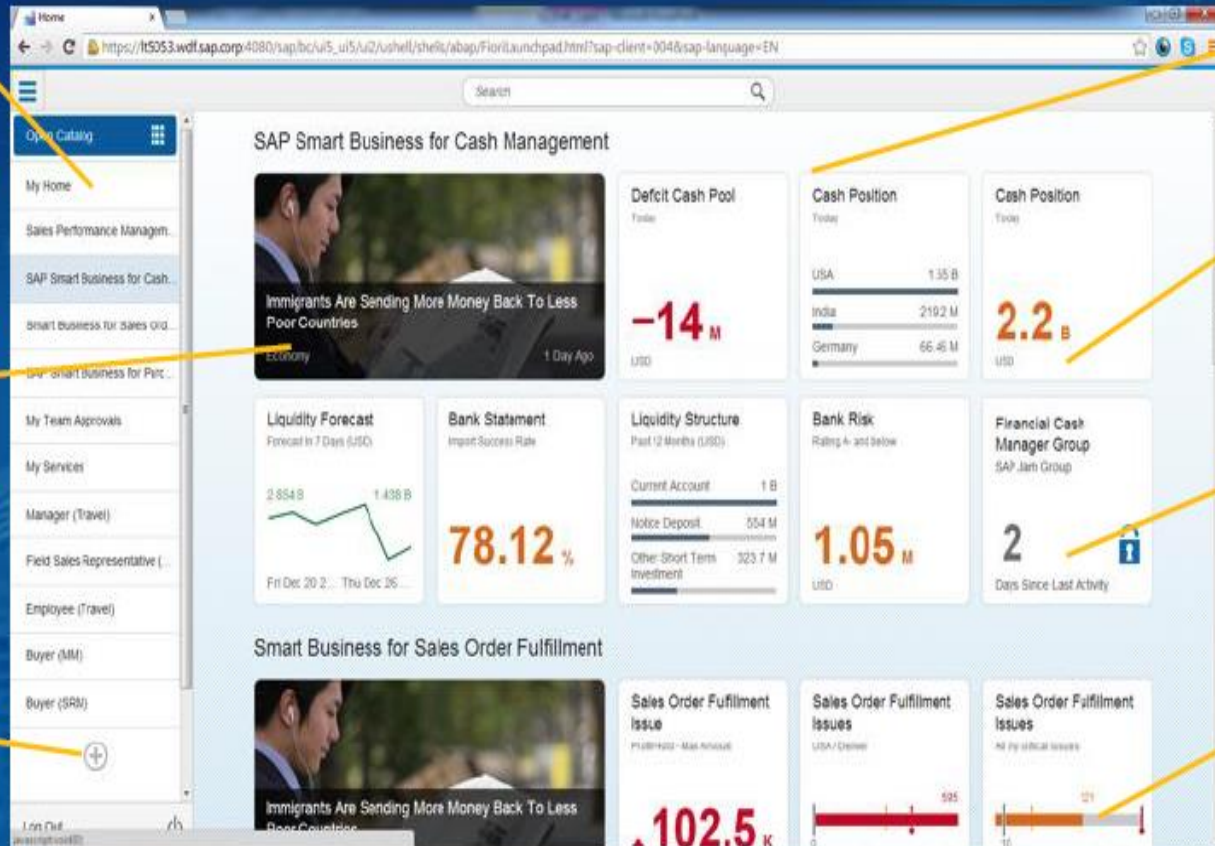 Home
https://lt5053.wdf.sap.corp:4080/sap/bc/ui5_ui5/ui2/ushell/shells/abap/FioriLaunchpad.html?sap-client=004&sap-language=EN
Search
Open Catalog
My Home
Sales Performance Managem...
SAP Smart Business for Cash...
Smart Business for Sales Ord...
SAP Smart Business for Purc...
My Team Approvals
My Services
Manager (Travel)
Field Sales Representative (...
Employee (Travel)
Buyer (MM)
Buyer (SRM)
Log Out
SAP Smart Business for Cash Management
Immigrants Are Sending More Money Back To Less
Poor Countries
Economy 1 Day Ago
Deficit Cash Pool
Today
-14 M
USD
Cash Position
Today
USA 1.55 B
India 219.2 M
Germany 66.46 M
Cash Position
Today
2.2 B
USD
Liquidity Forecast
Forecast in 7 Days (USD)
2.854 B 1.438 B
Fri Dec 20 2... Thu Dec 26 ...
Bank Statement
Import Success Rate
78.12 %
Liquidity Structure
Past 12 Months (USD)
Current Account 1 B
Notice Deposit 554 M
Other Short Term 323.7 M
Investment
Bank Risk
Rating A- and below
1.05 M
USD
Financial Cash
Manager Group
SAP Jam Group
2
Days Since Last Activity
Smart Business for Sales Order Fulfillment
Immigrants Are Sending More Money Back To Less
Poor Countries
Sales Order Fulfillment
Issue
102.5 K
Sales Order Fulfillment
Issues
USA / Denver
595
0
Sales Order Fulfillment
Issues
All my critical issues
121